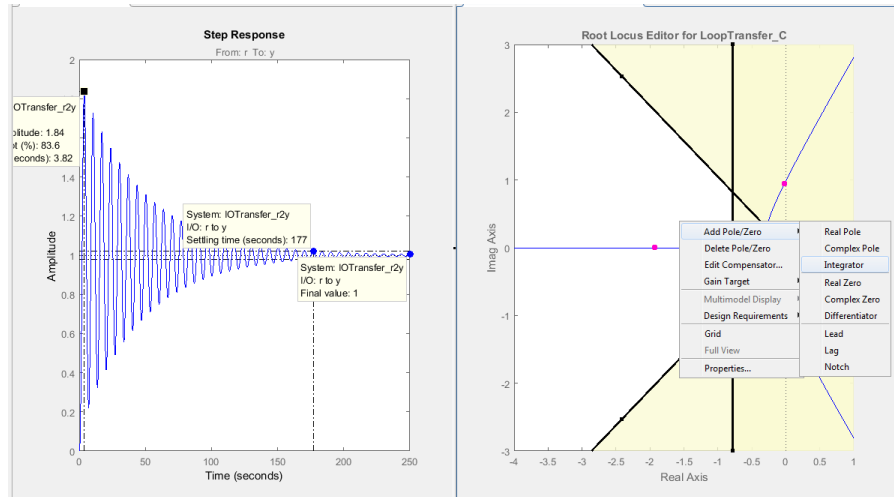 Step Response
From: r To: y
2
1.8
1.6
1.4
1.2
1
0.8
0.6
0.4
0.2
0
Amplitude
IOTransfer_r2y
plitude: 1.84
ot (%): 83.6
seconds): 3.82
System: IOTransfer_r2y
I/O: r to y
Settling time (seconds): 177
System: IOTransfer_r2y
I/O: r to y
Final value: 1
0 50 100 150 200 250
Time (seconds)
Root Locus Editor for LoopTransfer_C
3
2
1
0
-1
-2
-3
Imag Axis
Add Pole/Zero
Delete Pole/Zero
Edit Compensator...
Gain Target
Multimodel Display
Design Requirements
Grid
Full View
Properties...
Real Pole
Complex Pole
Integrator
Real Zero
Complex Zero
Differentiator
Lead
Lag
Notch
-4 -3.5 -3 -2.5 -2 -1.5 -1 -0.5 0 0.5 1
Real Axis